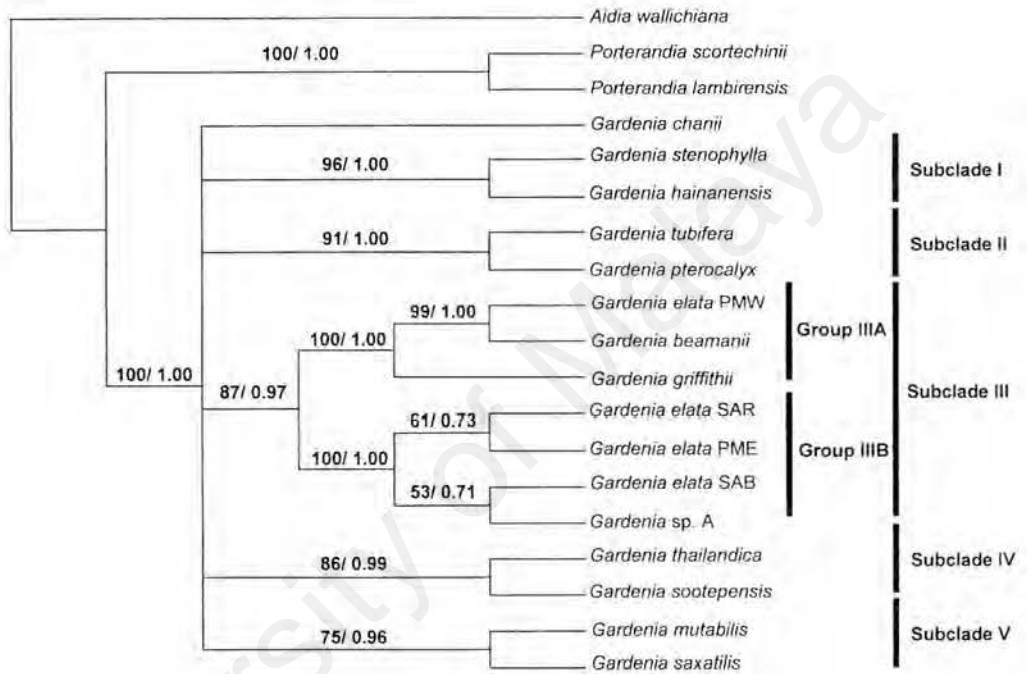 Aidia wallichiana
100/ 1.00
Porterandia scortechinii
Porterandia lambirensis
Gardenia chanii
96/ 1.00
Gardenia stenophylla
Gardenia hainanensis
Subclade I
91/ 1.00
Gardenia tubifera
Gardenia pterocalyx
Subclade II
100/ 1.00
87/ 0.97
100/ 1.00
99/ 1.00
Gardenia elata PMW
Gardenia beamanii
Gardenia griffithii
Group IIIA
100/ 1.00
61/ 0.73
Gardenia elata SAR
Gardenia elata PME
53/ 0.71
Gardenia elata SAB
Gardenia sp. A
Group IIIB
Subclade III
86/ 0.99
Gardenia thailandica
Gardenia sootepensis
Subclade IV
75/ 0.96
Gardenia mutabilis
Gardenia saxatilis
Subclade V
University of Malaya